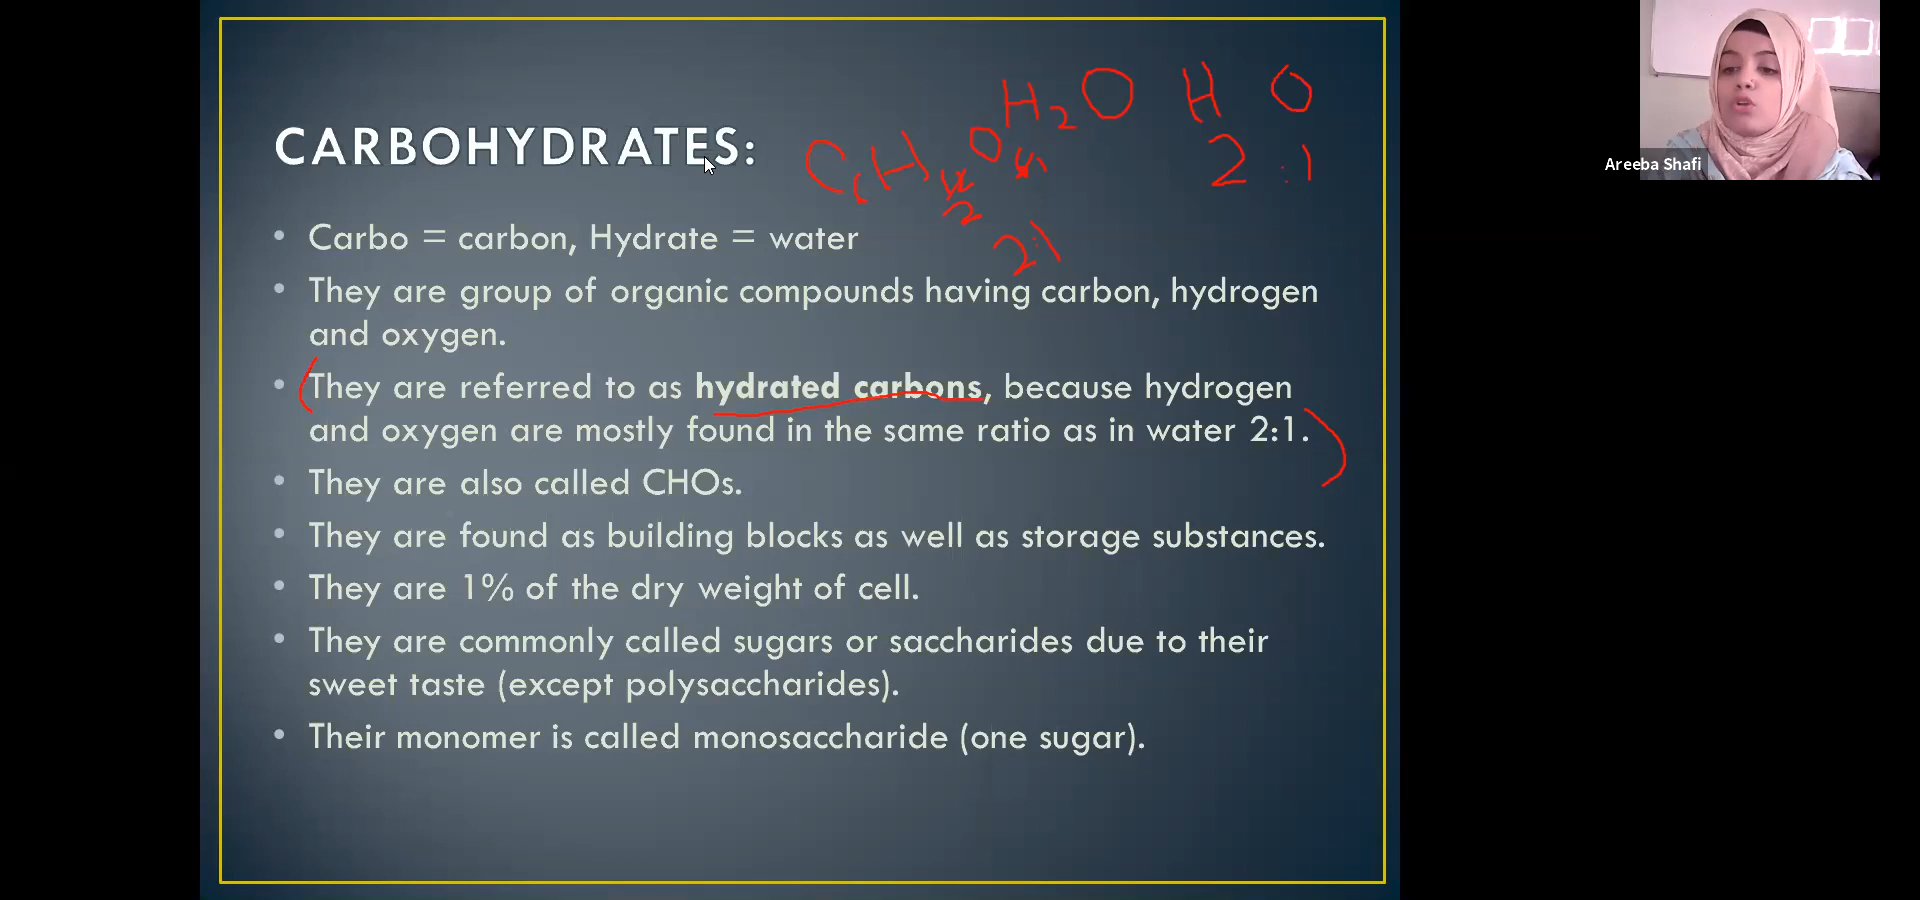 H₂O H O
CARBOHYDRATES:
C₆H₁₂O₆
2 1
2:1
2:1
Areeba Shafi
• Carbo = carbon, Hydrate = water
• They are group of organic compounds having carbon, hydrogen
and oxygen.
• They are referred to as hydrated carbons, because hydrogen
and oxygen are mostly found in the same ratio as in water 2:1.
• They are also called CHOs.
• They are found as building blocks as well as storage substances.
• They are 1% of the dry weight of cell.
• They are commonly called sugars or saccharides due to their
sweet taste (except polysaccharides).
• Their monomer is called monosaccharide (one sugar).